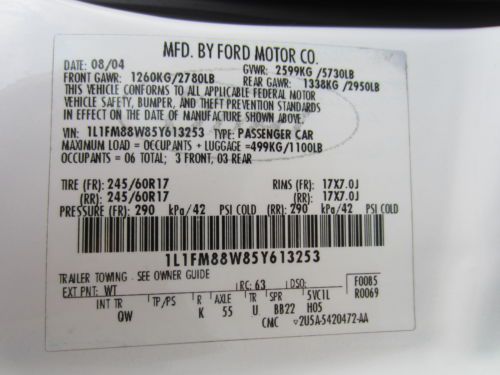 MFD. BY FORD MOTOR CO.
DATE: 08/04 GVWR: 2599KG/5730LB
FRONT GAWR: 1260KG/2780LB REAR GAWR: 1338KG/2950LB
THIS VEHICLE CONFORMS TO ALL APPLICABLE FEDERAL MOTOR
VEHICLE SAFETY, BUMPER, AND THEFT PREVENTION STANDARDS
IN EFFECT ON THE DATE OF MANUFACTURE SHOWN ABOVE.
VIN: 1L1FM88W85Y613253 TYPE: PASSENGER CAR
MAXIMUM LOAD = OCCUPANTS + LUGGAGE =499KG/1100LB
OCCUPANTS = 06 TOTAL; 3 FRONT, 03 REAR
TIRE (FR): 245/60R17 RIMS (FR): 17X7.0J
(RR): 245/60R17 (RR): 17X7.0J
PRESSURE (FR): 290 kPa/42 PSI COLD (RR): 290 kPa/42 PSI COLD
1L1FM88W85Y613253
TRAILER TOWING - SEE OWNER GUIDE
EXT PNT: WT RC: 63 DSO: F0085
INT TR TP/PS R AXLE TR SPR 5VC1L R0069
OW K 55 U BB22 H05
CMC 2U5A-5420472-AA